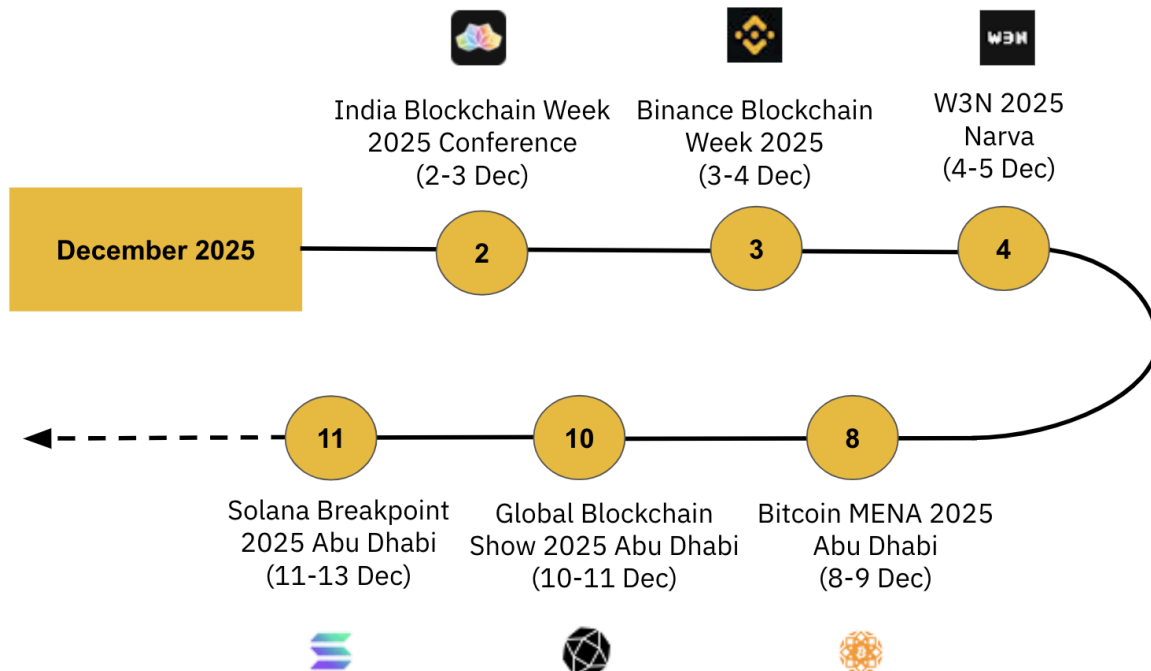 W3N
India Blockchain Week
2025 Conference
(2-3 Dec)
Binance Blockchain
Week 2025
(3-4 Dec)
W3N 2025
Narva
(4-5 Dec)
December 2025
2
3
4
11
10
8
Solana Breakpoint
2025 Abu Dhabi
(11-13 Dec)
Global Blockchain
Show 2025 Abu Dhabi
(10-11 Dec)
Bitcoin MENA 2025
Abu Dhabi
(8-9 Dec)